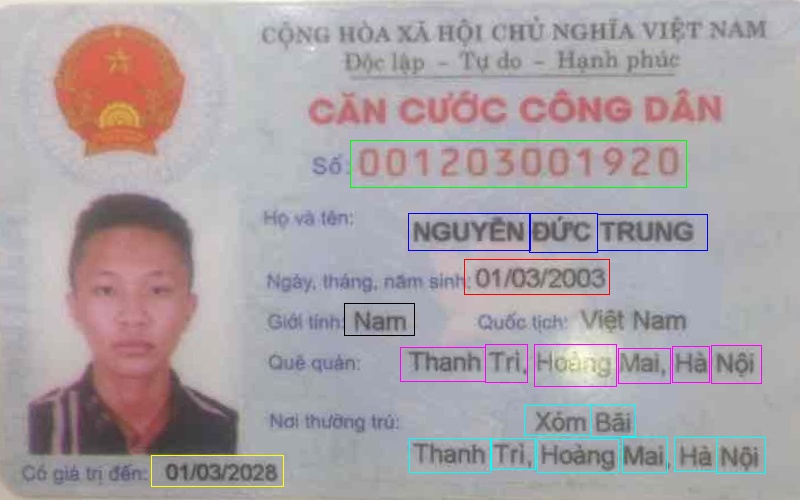 CỘNG HÒA XÃ HỘI CHỦ NGHĨA VIỆT NAM
Độc lập - Tự do - Hạnh phúc
CĂN CƯỚC CÔNG DÂN
Số: 001203001920
Họ và tên: NGUYỄN ĐỨC TRUNG
Ngày, tháng, năm sinh: 01/03/2003
Giới tính: Nam Quốc tịch: Việt Nam
Quê quán: Thanh Trì, Hoàng Mai, Hà Nội
Nơi thường trú: Xóm Bãi
Thanh Trì, Hoàng Mai, Hà Nội
Có giá trị đến: 01/03/2028